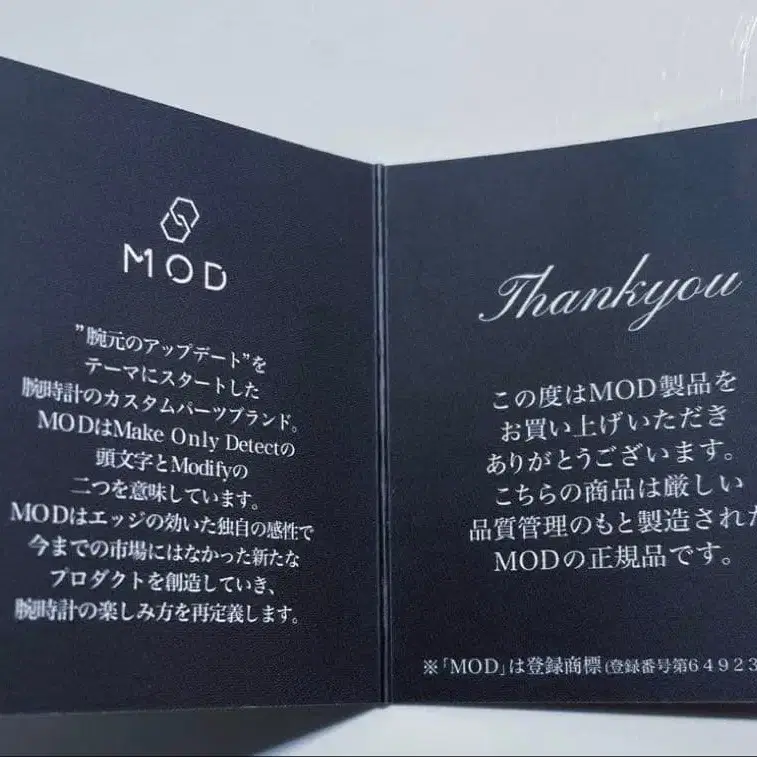 MOD
”腕元のアップデート”を
テーマにスタートした
腕時計のカスタムパーツブランド。
MODはMake Only Detectの
頭文字とModifyの
二つを意味しています。
MODはエッジの効いた独自の感性で
今までの市場にはなかった新たな
プロダクトを創造していき、
腕時計の楽しみ方を再定義します。
Thankyou
この度はMOD製品を
お買い上げいただき
ありがとうございます。
こちらの商品は厳しい
品質管理のもと製造された
MODの正規品です。
※「MOD」は登録商標(登録番号第64923